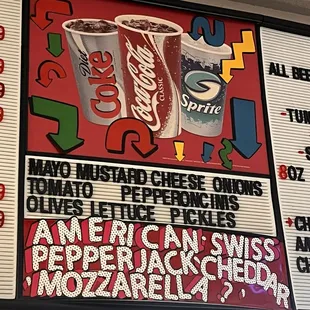 Diet
Coke
Coca-Cola
CLASSIC
Sprite
MAYO MUSTARD CHEESE ONIONS
TOMATO PEPPERONCINIS
OLIVES LETTUCE PICKLES
AMERICAN SWISS
PEPPERJACK CHEDDAR
MOZZARELLA ?
ALL BEE
-TUN
-S
8OZ